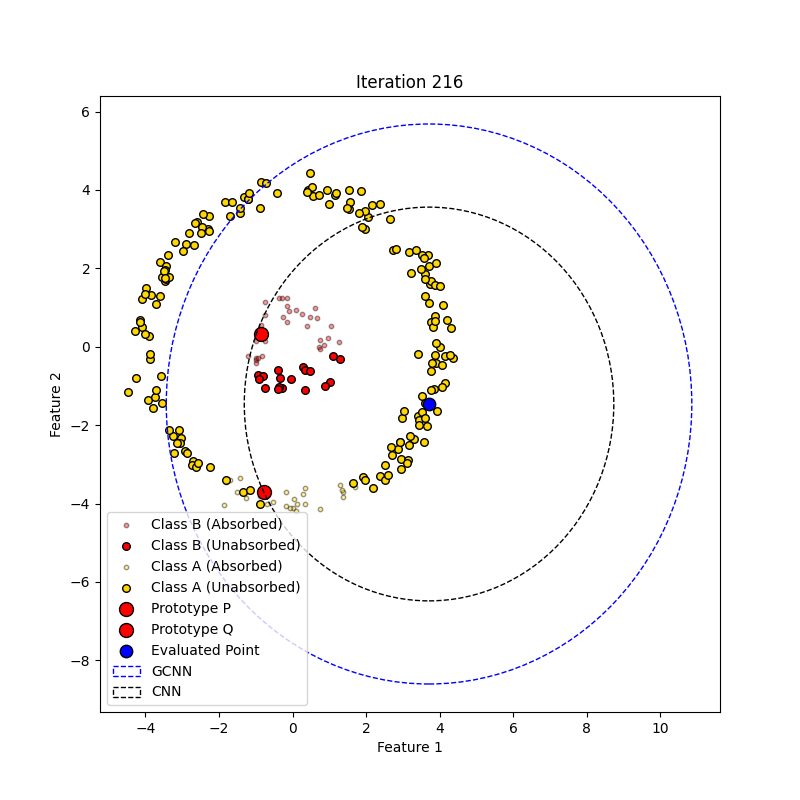 Iteration 216
6
4
2
0
−2
−4
−6
−8
Feature 2
Class B (Absorbed)
Class B (Unabsorbed)
Class A (Absorbed)
Class A (Unabsorbed)
Prototype P
Prototype Q
Evaluated Point
GCNN
CNN
−4 −2 0 2 4 6 8 10
Feature 1